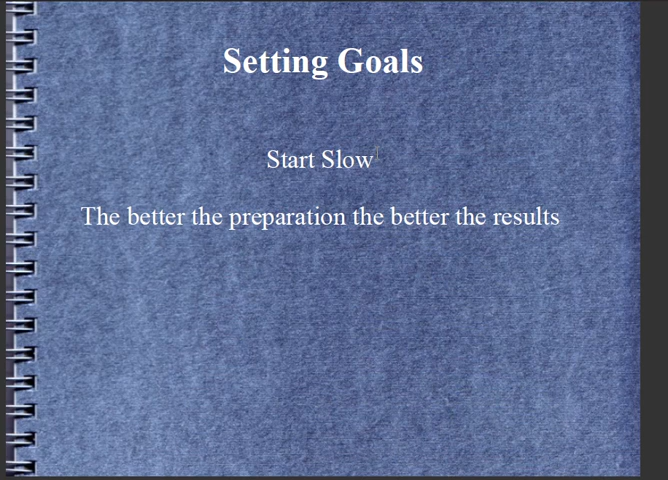 Setting Goals
Start Slow
The better the preparation the better the results